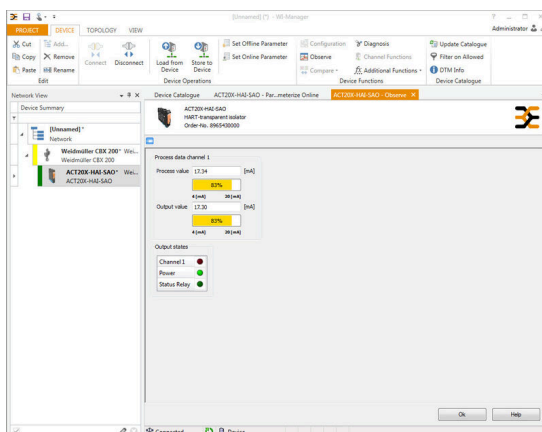 [Unnamed] (*) - WI-Manager
PROJECT DEVICE TOPOLOGY VIEW
Administrator
Cut
Copy
Paste
Add...
Remove
Rename
Edit
Connect
Disconnect
Load from Device
Store to Device
Device Operations
Set Offline Parameter
Set Online Parameter
Configuration
Observe
Compare
Diagnosis
Channel Functions
Additional Functions
Device Functions
Update Catalogue
Filter on Allowed
DTM Info
Device Catalogue
Network View
Device Summary
[Unnamed]*
Network
Weidmüller CBX 200* Wei...
Weidmüller CBX 200
ACT20X-HAI-SAO* Wei...
ACT20X-HAI-SAO
Device Catalogue ACT20X-HAI-SAO - Par...meterize Online ACT20X-HAI-SAO - Observe
ACT20X-HAI-SAO
HART-transparent isolator
Order-No. 8965430000
Process data channel 1
Process value 17.34 [mA]
83%
4 [mA] 20 [mA]
Output value 17.30 [mA]
83%
4 [mA] 20 [mA]
Output states
Channel 1
Power
Status Relay
Ok Help
Connected Device